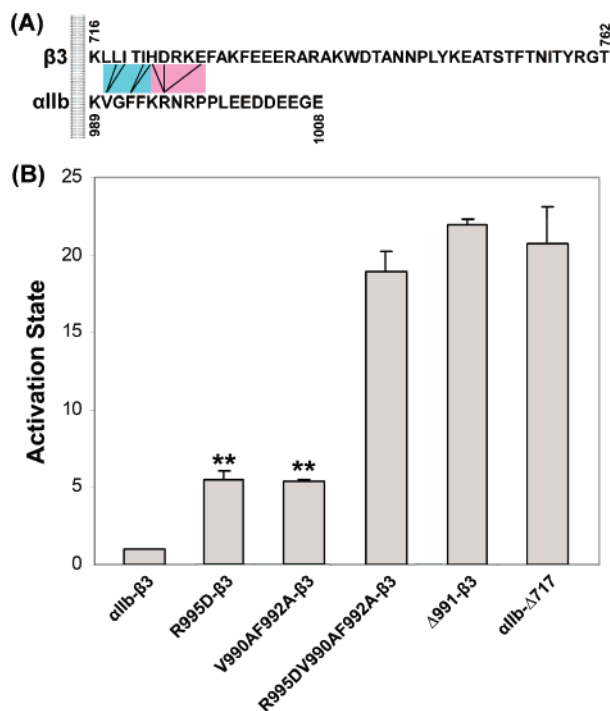 (A)
716
762
β3 KLLITIHDRKEFAKFEEERARAKWDTANNPLYKEATSTFTNITYRGT
αIIb KVGFFKRNRPPLEEDDEEGE
989
1008
(B)
25
20
15
10
5
0
Activation State
** **
αIIb-β3
R995D-β3
V990AF992A-β3
R995DV990AF992A-β3
Δ991-β3
αIIb-Δ717